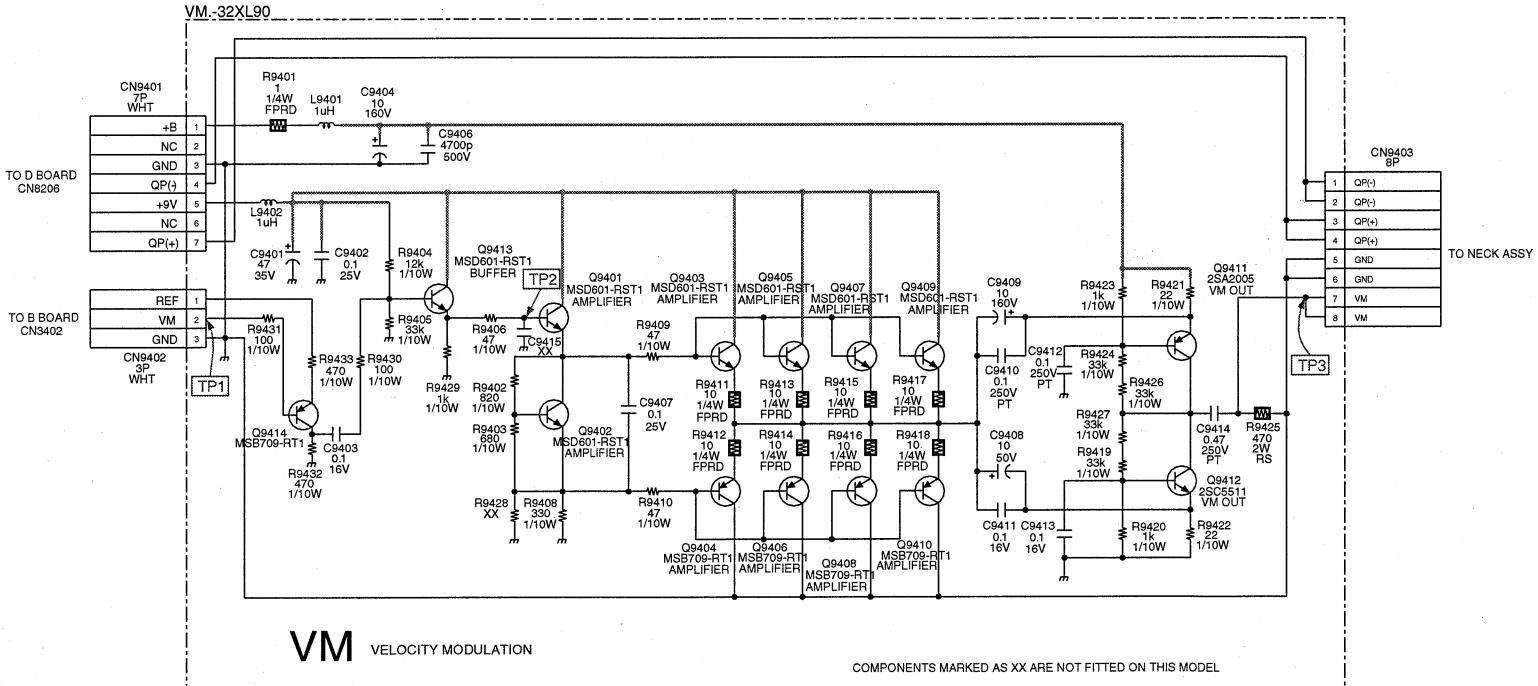 VM.-32XL90
CN9401
7P
WHT
TO D BOARD
CN8206
+B 1
NC 2
GND 3
QP(-) 4
+9V 5
NC 6
QP(+) 7
R9401
1
1/4W
FPRD
L9401
1uH
C9404
10
160V
C9406
4700p
500V
L9402
1uH
C9401
47
35V
C9402
0.1
25V
R9404
12k
1/10W
Q9413
MSD601-RST1
BUFFER
TP2
Q9401
MSD601-RST1
AMPLIFIER
Q9403
MSD601-RST1
AMPLIFIER
Q9405
MSD601-RST1
AMPLIFIER
Q9407
MSD601-RST1
AMPLIFIER
Q9409
MSD601-RST1
AMPLIFIER
C9409
10
160V
R9423
1k
1/10W
R9421
22
1/10W
Q9411
2SA2005
VM OUT
CN9403
8P
1 QP(-)
2 QP(-)
3 QP(+)
4 QP(+)
5 GND
6 GND
7 VM
8 VM
TO NECK ASSY
TO B BOARD
CN3402
REF 1
VM 2
GND 3
CN9402
3P
WHT
R9431
100
1/10W
TP1
R9433
470
1/10W
R9430
100
1/10W
R9405
33k
1/10W
R9406
47
1/10W
C9415
XX
R9409
47
1/10W
R9429
1k
1/10W
R9402
820
1/10W
R9403
680
1/10W
C9407
0.1
25V
Q9402
MSD601-RST1
AMPLIFIER
R9411
10
1/4W
FPRD
R9413
10
1/4W
FPRD
R9415
10
1/4W
FPRD
R9417
10
1/4W
FPRD
R9412
10
1/4W
FPRD
R9414
10
1/4W
FPRD
R9416
10
1/4W
FPRD
R9418
10
1/4W
FPRD
C9410
0.1
250V
PT
C9412
0.1
250V
PT
R9424
33k
1/10W
R9426
33k
1/10W
R9427
33k
1/10W
R9419
33k
1/10W
TP3
C9414
0.47
250V
PT
R9425
470
2W
RS
C9408
10
50V
Q9412
2SC5511
VM OUT
Q9414
MSB709-RT1
C9403
0.1
16V
R9432
470
1/10W
R9428
XX
R9408
330
1/10W
R9410
47
1/10W
Q9404
MSB709-RT1
AMPLIFIER
Q9406
MSB709-RT1
AMPLIFIER
Q9408
MSB709-RT1
AMPLIFIER
Q9410
MSB709-RT1
AMPLIFIER
C9411
0.1
16V
C9413
0.1
16V
R9420
1k
1/10W
R9422
22
1/10W
VM VELOCITY MODULATION
COMPONENTS MARKED AS XX ARE NOT FITTED ON THIS MODEL